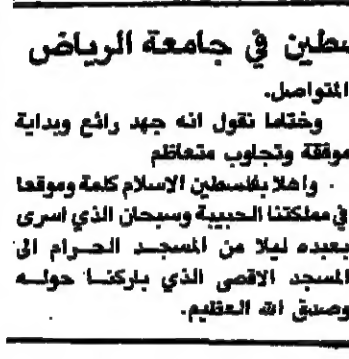 سطين في جامعة الرياض
المتواصل.
وختاما نقول انه جهد رائع وبداية
موفقة وتجاوب متعاظم
واهلا بفلسطين الاسلام كلمة وموقعا
في مملكتنا الحبيبة وسبحان الذي اسرى
بعبده ليلا من المسجد الحرام الى
المسجد الاقصى الذي باركنا حوله
وصدق الله العظيم.